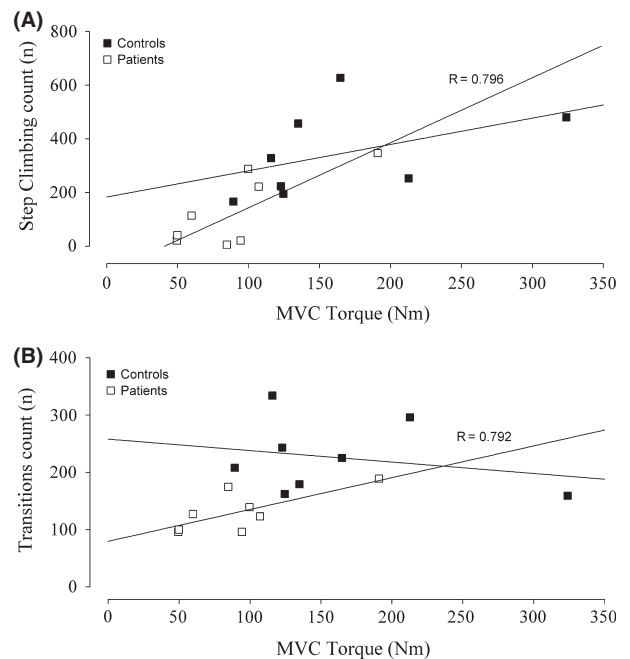 (A)
800
600
400
200
0
Step Climbing count (n)
Controls
Patients
R = 0.796
0 50 100 150 200 250 300 350
MVC Torque (Nm)
(B)
400
300
200
100
0
Transitions count (n)
Controls
Patients
R = 0.792
0 50 100 150 200 250 300 350
MVC Torque (Nm)